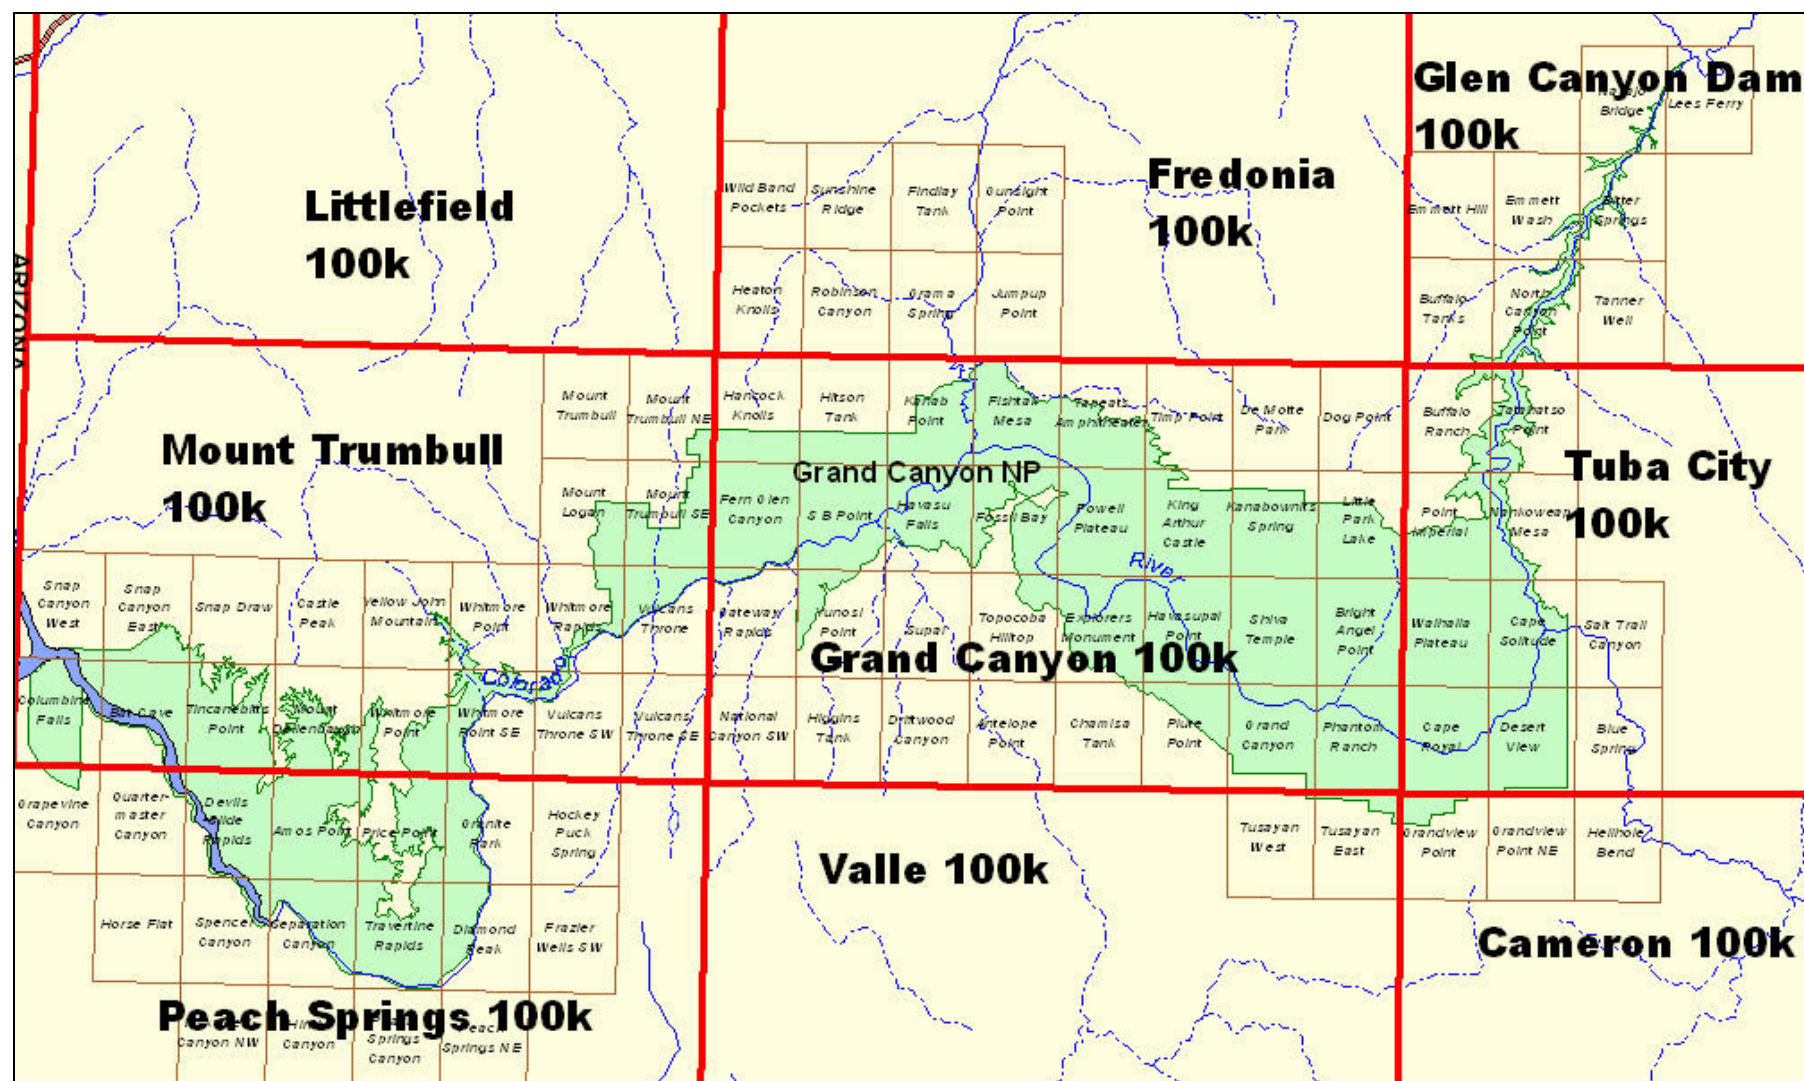 Glen Canyon Dam
100k
Bridge
Lees Ferry
Fredonia
100k
Littlefield
100k
Wild Band
Pockets
Sunshine
Ridge
Findlay
Tank
Gunsight
Point
Emmett Hill
Emmett
Wash
Bitter
Springs
ARIZONA
Heaton
Knolls
Robinson
Canyon
Grama
Spring
Jumpup
Point
Buffalo
Tanks
North
Canyon
Point
Tanner
Well
Mount
Trumbull
Mount
Trumbull NE
Hancock
Knolls
Hitson
Tank
Kanab
Point
Fishtail
Mesa
Tapeats
Amphitheater
Timp Point
De Motte
Park
Dog Point
Buffalo
Ranch
Tatahatso
Point
Mount Trumbull
100k
Grand Canyon NP
Tuba City
100k
Mount
Logan
Mount
Trumbull SE
Fern Glen
Canyon
S B Point
Havasu
Falls
Fossil Bay
Powell
Plateau
King
Arthur
Castle
Kanabownits
Spring
Little
Park
Lake
Point
Imperial
Nankoweap
Mesa
River
Snap
Canyon
West
Snap
Canyon
East
Snap Draw
Castle
Peak
Yellow John
Mountain
Whitmore
Point
Whitmore
Rapids
Vulcans
Throne
Gateway
Rapids
Yunosi
Point
Supai
Topocoba
Hilltop
Explorers
Monument
Havasupai
Point
Shiva
Temple
Bright
Angel
Point
Walhalla
Plateau
Cape
Solitude
Salt Trail
Canyon
Grand Canyon 100k
Colorado
Columbine
Falls
Bat Cave
Tincanebitts
Point
Mount
Dellenbaugh
Whitmore
Point
Whitmore
Point SE
Vulcans
Throne SW
Vulcans
Throne SE
National
Canyon SW
Higgins
Tank
Driftwood
Canyon
Antelope
Point
Chamisa
Tank
Piute
Point
Grand
Canyon
Phantom
Ranch
Cape
Royal
Desert
View
Blue
Spring
Grapevine
Canyon
Quarter-
master
Canyon
Devils
Slide
Rapids
Amos Point
Price Point
Granite
Park
Hockey
Puck
Spring
Valle 100k
Tusayan
West
Tusayan
East
Grandview
Point
Grandview
Point NE
Hellhole
Bend
Horse Flat
Spencer
Canyon
Separation
Canyon
Travertine
Rapids
Diamond
Peak
Frazier
Wells SW
Cameron 100k
Peach Springs 100k
Canyon NW
Canyon
Springs
Canyon
Peach
Springs NE